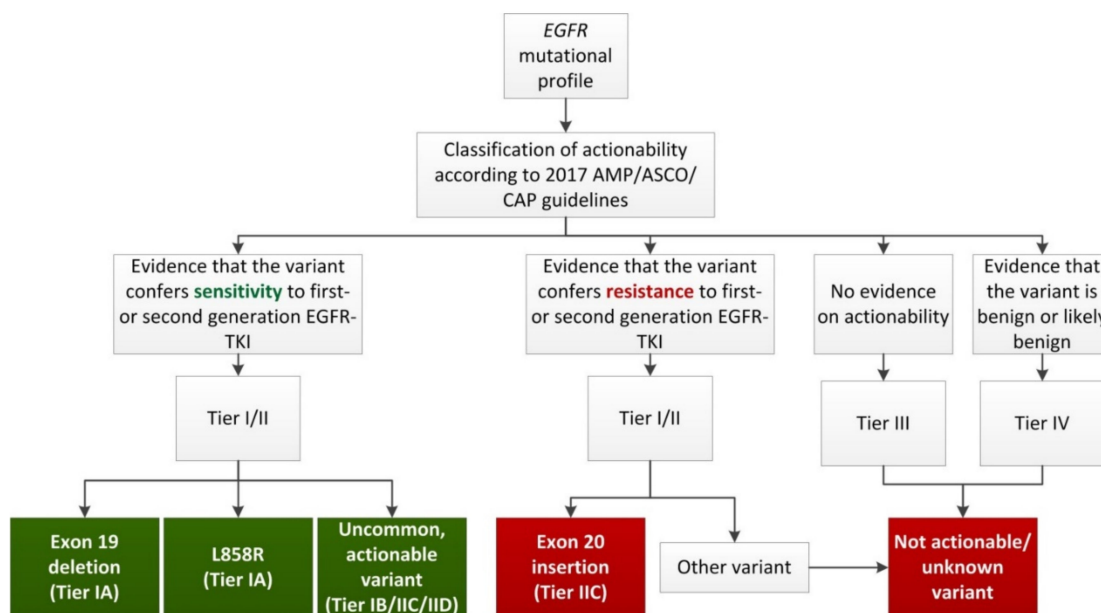 EGFR
mutational
profile
Classification of actionability
according to 2017 AMP/ASCO/
CAP guidelines
Evidence that the variant
confers sensitivity to first-
or second generation EGFR-
TKI
Evidence that the variant
confers resistance to first-
or second generation EGFR-
TKI
No evidence
on actionability
Evidence that
the variant is
benign or likely
benign
Tier I/II
Tier I/II
Tier III
Tier IV
Exon 19
deletion
(Tier IA)
L858R
(Tier IA)
Uncommon,
actionable
variant
(Tier IB/IIC/IID)
Exon 20
insertion
(Tier IIC)
Other variant
Not actionable/
unknown
variant